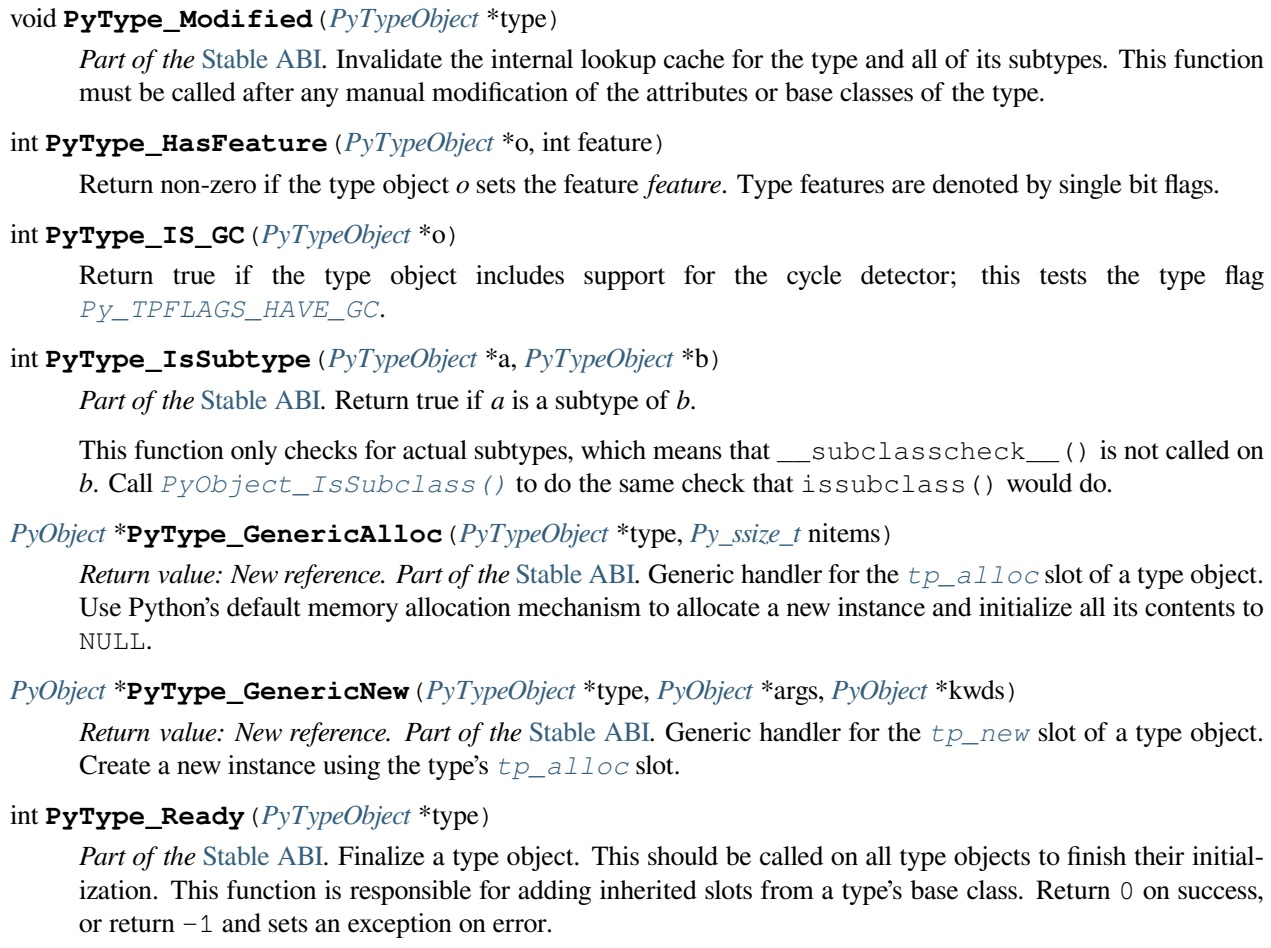 void PyType_Modified(PyTypeObject *type)
Part of the Stable ABI. Invalidate the internal lookup cache for the type and all of its subtypes. This function
must be called after any manual modification of the attributes or base classes of the type.
int PyType_HasFeature(PyTypeObject *o, int feature)
Return non-zero if the type object o sets the feature feature. Type features are denoted by single bit flags.
int PyType_IS_GC(PyTypeObject *o)
Return true if the type object includes support for the cycle detector; this tests the type flag
Py_TPFLAGS_HAVE_GC.
int PyType_IsSubtype(PyTypeObject *a, PyTypeObject *b)
Part of the Stable ABI. Return true if a is a subtype of b.
This function only checks for actual subtypes, which means that __subclasscheck__() is not called on
b. Call PyObject_IsSubclass() to do the same check that issubclass() would do.
PyObject *PyType_GenericAlloc(PyTypeObject *type, Py_ssize_t nitems)
Return value: New reference. Part of the Stable ABI. Generic handler for the tp_alloc slot of a type object.
Use Python's default memory allocation mechanism to allocate a new instance and initialize all its contents to
NULL.
PyObject *PyType_GenericNew(PyTypeObject *type, PyObject *args, PyObject *kwds)
Return value: New reference. Part of the Stable ABI. Generic handler for the tp_new slot of a type object.
Create a new instance using the type's tp_alloc slot.
int PyType_Ready(PyTypeObject *type)
Part of the Stable ABI. Finalize a type object. This should be called on all type objects to finish their initial-
ization. This function is responsible for adding inherited slots from a type's base class. Return 0 on success,
or return -1 and sets an exception on error.